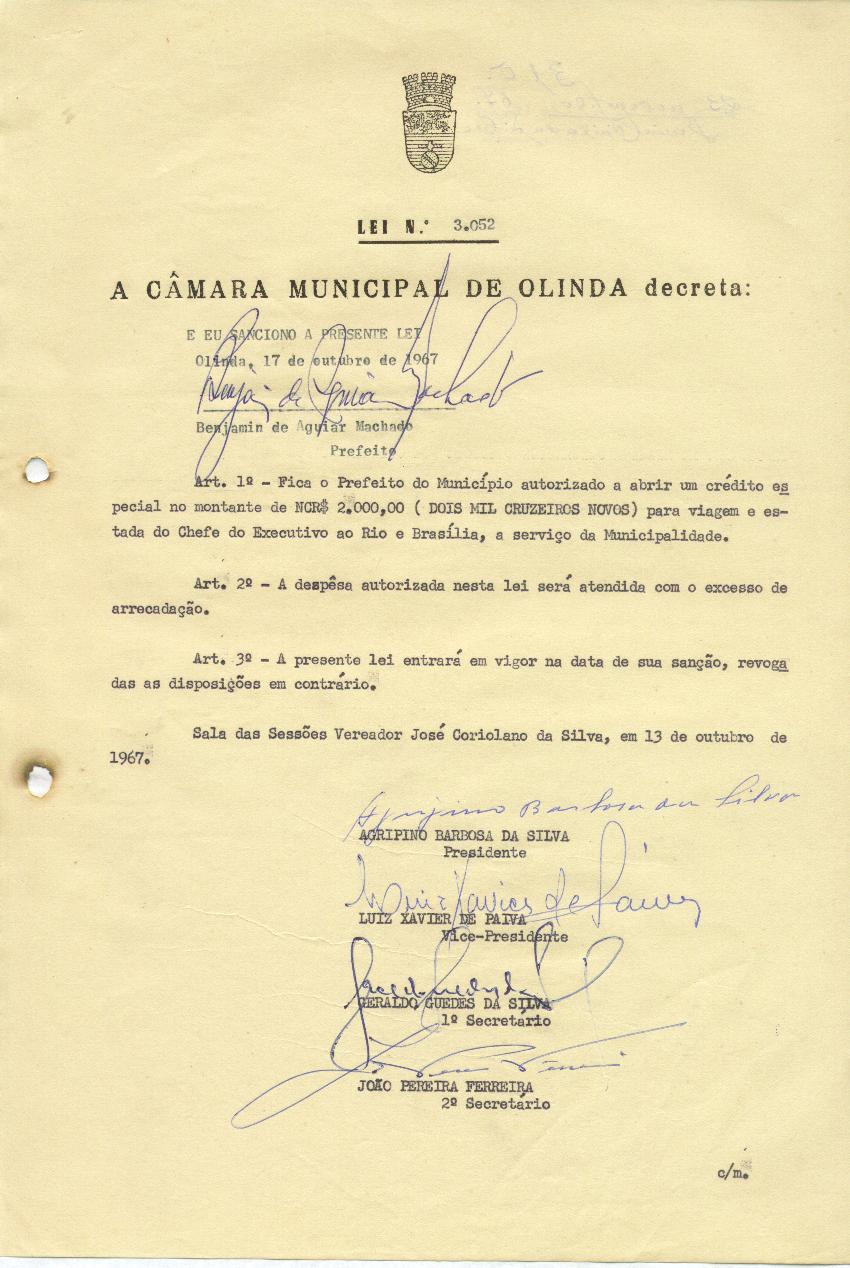 LEI N.º 3.052
A CÂMARA MUNICIPAL DE OLINDA decreta:
E EU SANCIONO A PRESENTE LEI
Olinda, 17 de outubro de 1967
Benjamin de Aguiar Machado
Benjamin de Aguiar Machado
Prefeito
Art. 1º - Fica o Prefeito do Município autorizado a abrir um crédito es
pecial no montante de NCR$ 2.000,00 ( DOIS MIL CRUZEIROS NOVOS) para viagem e es-
tada do Chefe do Executivo ao Rio e Brasília, a serviço da Municipalidade.
Art. 2º - A despêsa autorizada nesta lei será atendida com o excesso de
arrecadação.
Art. 3º - A presente lei entrará em vigor na data de sua sanção, revoga
das as disposições em contrário.
Sala das Sessões Vereador José Coriolano da Silva, em 13 de outubro de
1967.
Agripino Barbosa da Silva
AGRIPINO BARBOSA DA SILVA
Presidente
Luiz Xavier de Paiva
LUIZ XAVIER DE PAIVA
Vice-Presidente
GERALDO GUEDES DA SILVA
1º Secretário
JOÃO PEREIRA FERREIRA
2º Secretário
c/m.